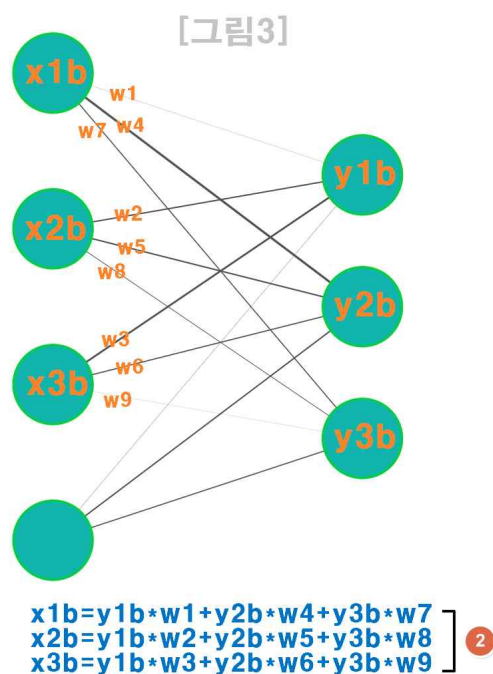 [그림3]
x1b
w1
w7 w4
y1b
x2b
w2
w5
w8
y2b
w3
x3b
w6
w9
y3b
x1b=y1b*w1+y2b*w4+y3b*w7
x2b=y1b*w2+y2b*w5+y3b*w8
x3b=y1b*w3+y2b*w6+y3b*w9
2